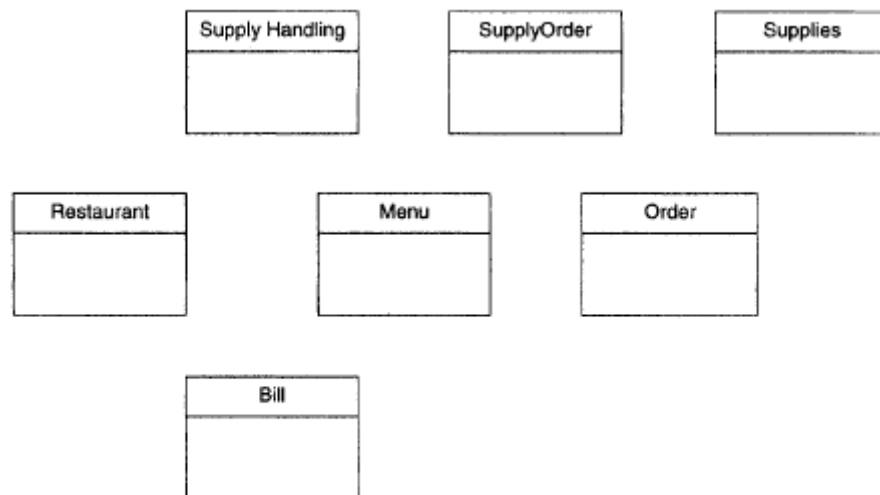 Supply Handling
SupplyOrder
Supplies
Restaurant
Menu
Order
Bill